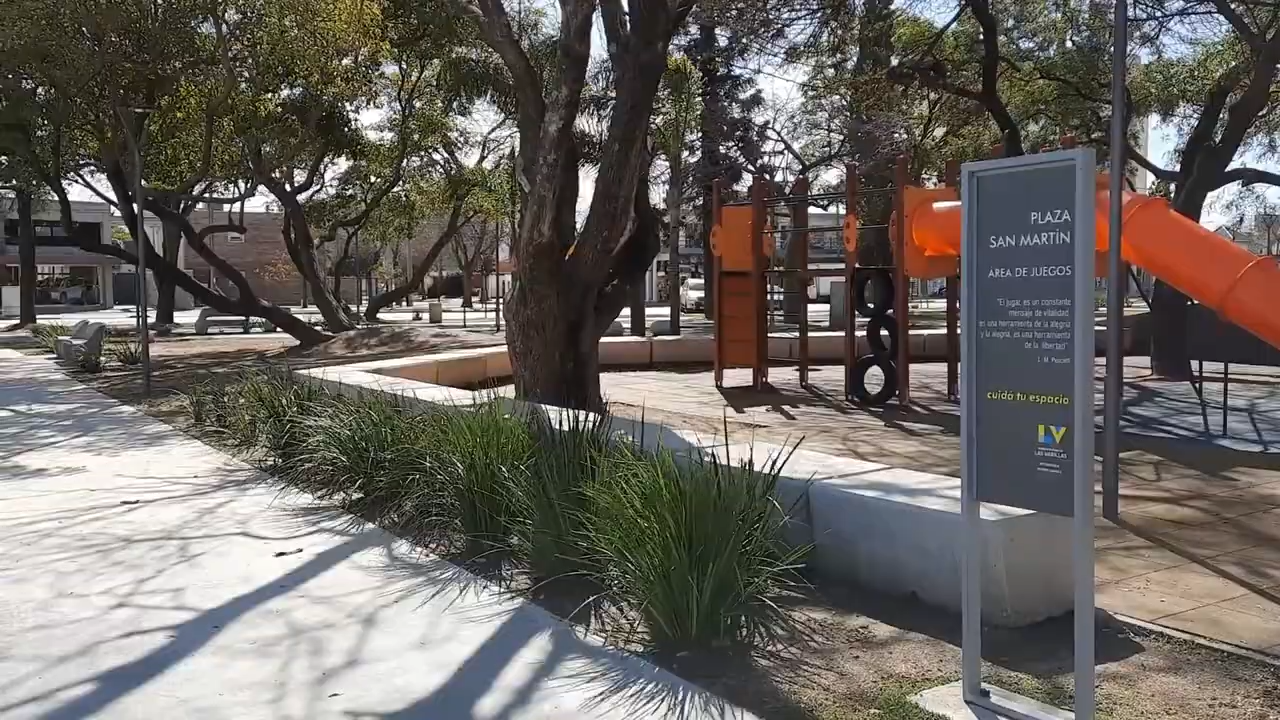 PLAZA
SAN MARTÍN
ÁREA DE JUEGOS
"El jugar, es un constante
mensaje de vitalidad,
es una herramienta de la alegría
y la alegría, es una herramienta
de la libertad"
cuidá tu espacio
LV
LAS VARILLAS